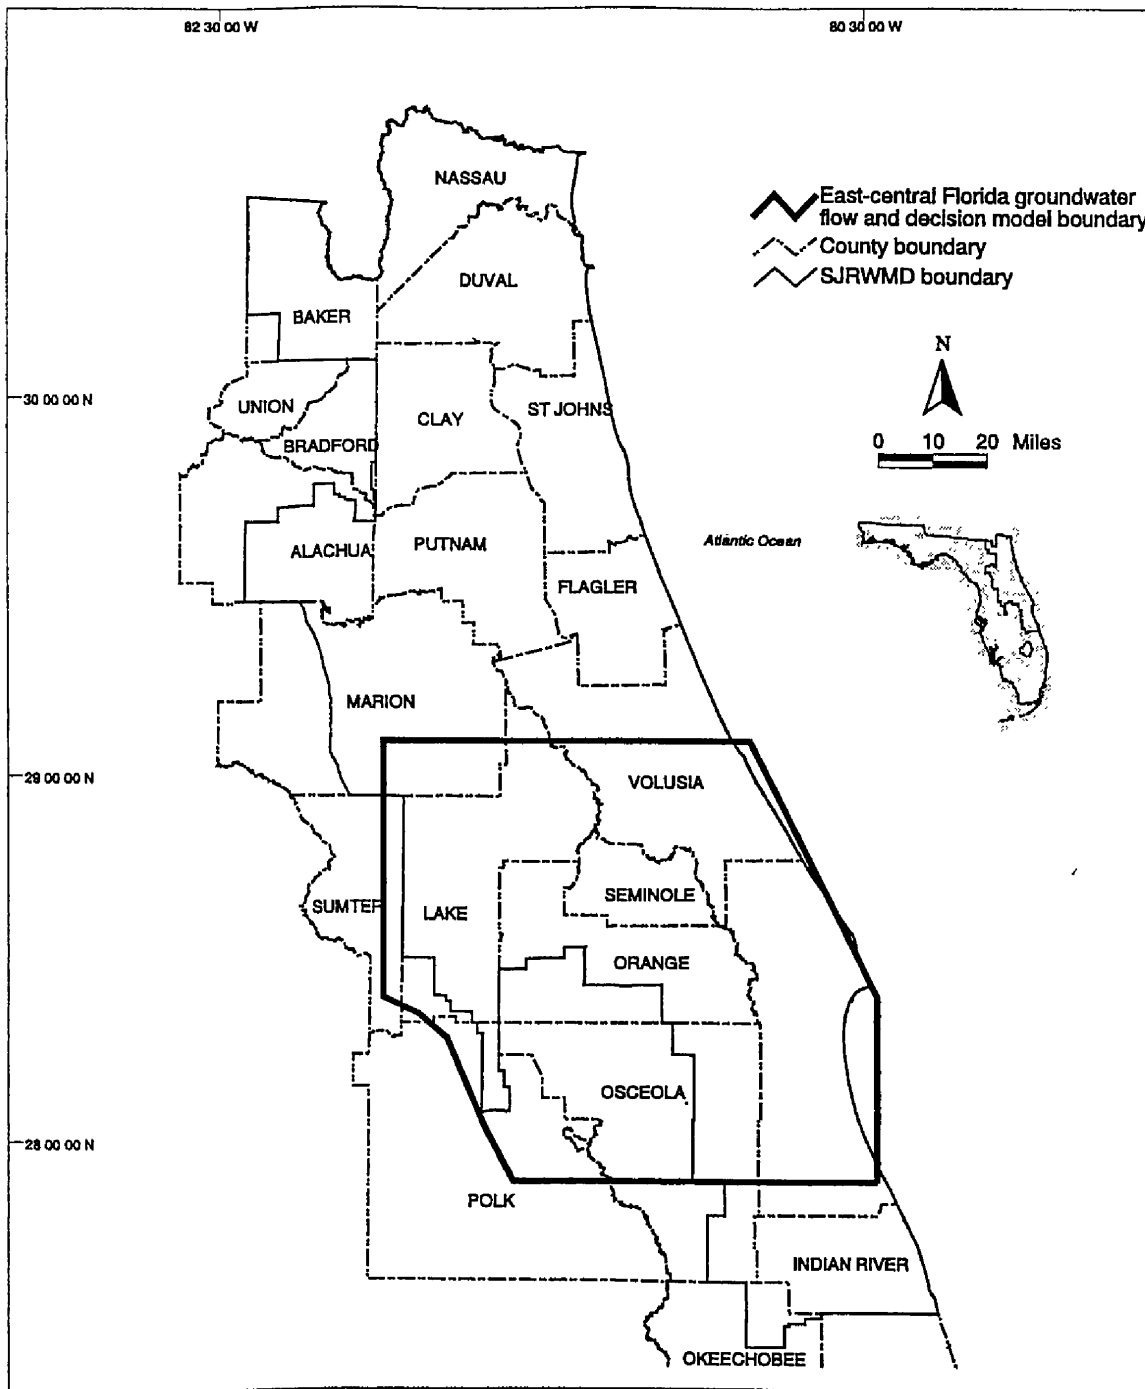 82 30 00 W
80 30 00 W
NASSAU
East-central Florida groundwater
flow and decision model boundary
County boundary
SJRWMD boundary
DUVAL
BAKER
N
30 00 00 N
UNION
CLAY
ST JOHNS
BRADFORD
0 10 20 Miles
ALACHUA
PUTNAM
Atlantic Ocean
FLAGLER
MARION
29 00 00 N
VOLUSIA
SUMTER
LAKE
SEMINOLE
ORANGE
OSCEOLA
28 00 00 N
POLK
INDIAN RIVER
OKEECHOBEE